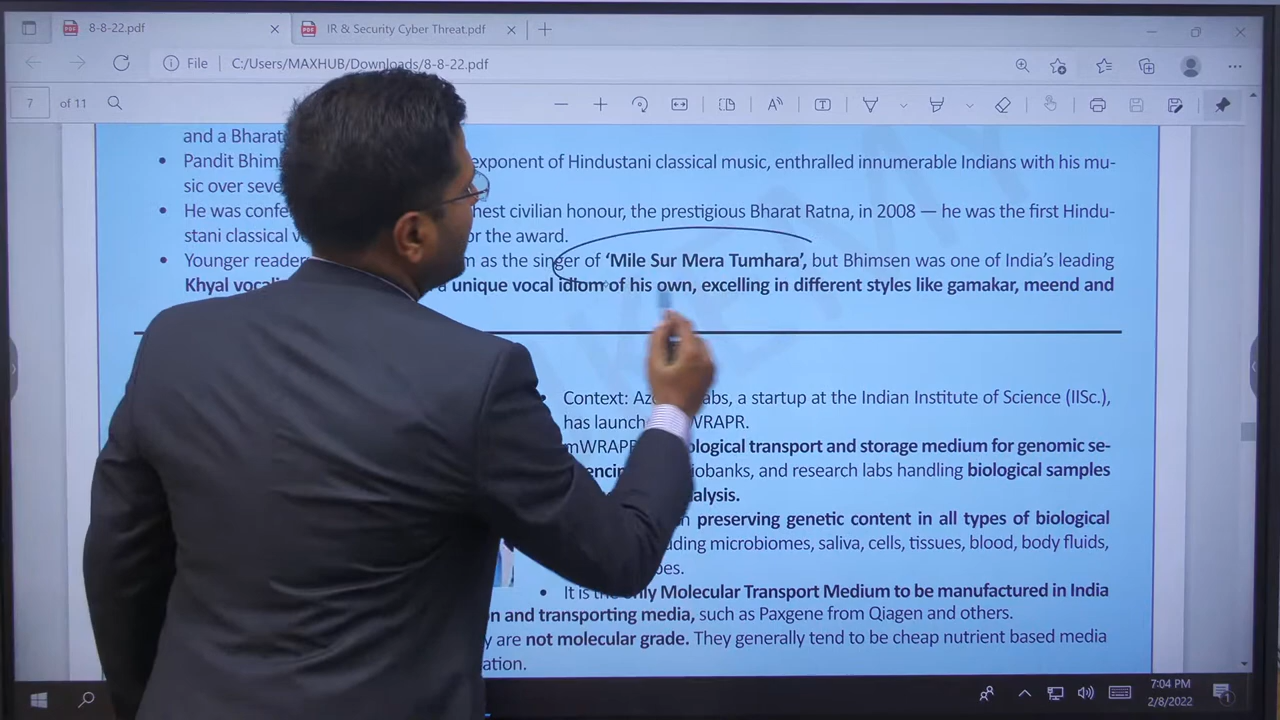 8-8-22.pdf
IR & Security Cyber Threat.pdf
File C:/Users/MAXHUB/Downloads/8-8-22.pdf
7 of 11
and a Bharat
• Pandit Bhim exponent of Hindustani classical music, enthralled innumerable Indians with his mu-
sic over seve
• He was confe hest civilian honour, the prestigious Bharat Ratna, in 2008 — he was the first Hindu-
stani classical v or the award.
• Younger reader m as the singer of 'Mile Sur Mera Tumhara', but Bhimsen was one of India's leading
Khyal vocali a unique vocal idiom of his own, excelling in different styles like gamakar, meend and
• Context: Az abs, a startup at the Indian Institute of Science (IISc.),
has launch WRAPR.
mWRAPR ological transport and storage medium for genomic se-
encin iobanks, and research labs handling biological samples
alysis.
n preserving genetic content in all types of biological
ding microbiomes, saliva, cells, tissues, blood, body fluids,
pes.
• It is the only Molecular Transport Medium to be manufactured in India
n and transporting media, such as Paxgene from Qiagen and others.
y are not molecular grade. They generally tend to be cheap nutrient based media
ation.
7:04 PM
2/8/2022